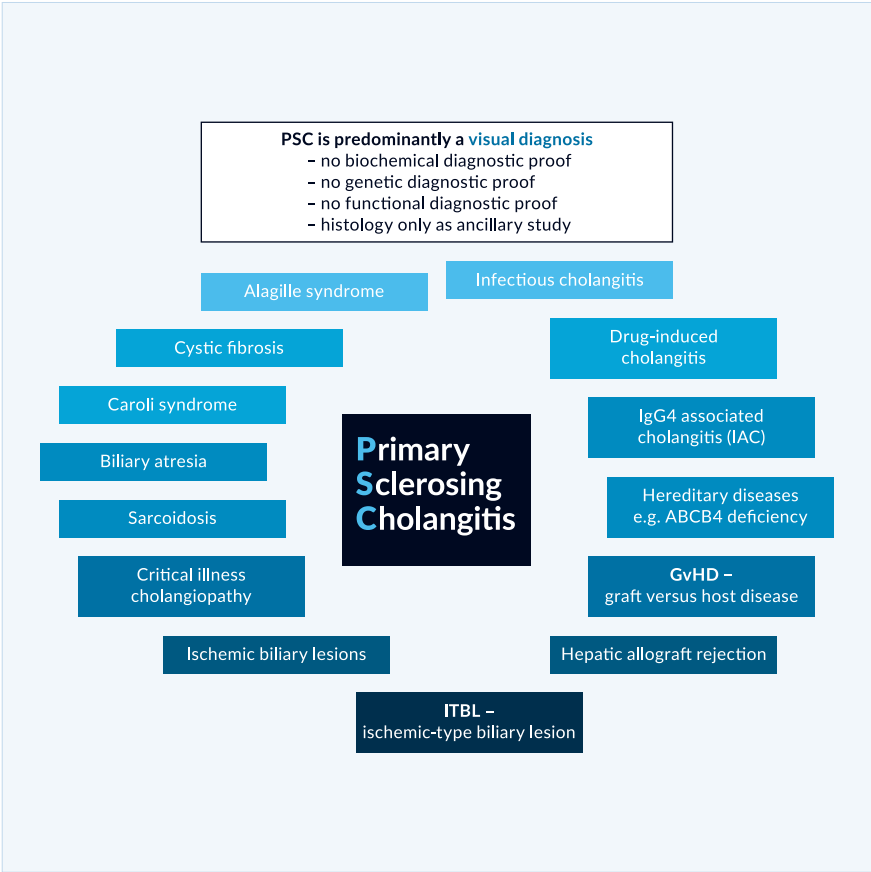 PSC is predominantly a visual diagnosis
– no biochemical diagnostic proof
– no genetic diagnostic proof
– no functional diagnostic proof
– histology only as ancillary study
Alagille syndrome
Infectious cholangitis
Cystic fibrosis
Drug-induced
cholangitis
Caroli syndrome
IgG4 associated
cholangitis (IAC)
Biliary atresia
Primary
Sclerosing
Cholangitis
Hereditary diseases
e.g. ABCB4 deficiency
Sarcoidosis
Critical illness
cholangiopathy
GvHD –
graft versus host disease
Ischemic biliary lesions
Hepatic allograft rejection
ITBL –
ischemic-type biliary lesion